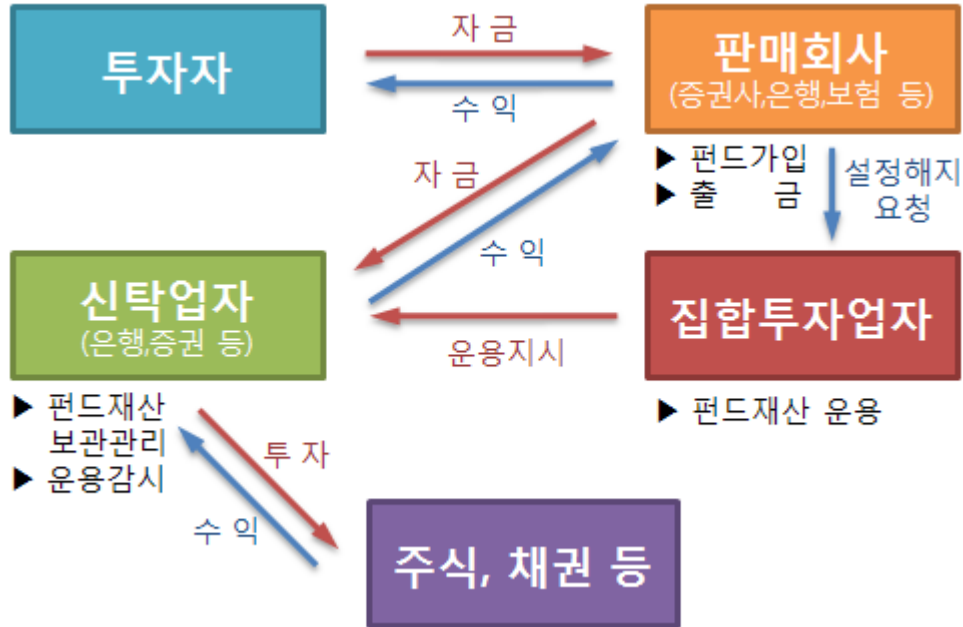 투자자
자 금
수 익
판매회사
(증권사,은행,보험 등)
▶ 펀드가입
▶ 출 금
설정해지
요청
자 금
수 익
신탁업자
(은행,증권 등)
운용지시
집합투자업자
▶ 펀드재산
보관관리
▶ 운용감시
▶ 펀드재산 운용
투 자
수 익
주식, 채권 등